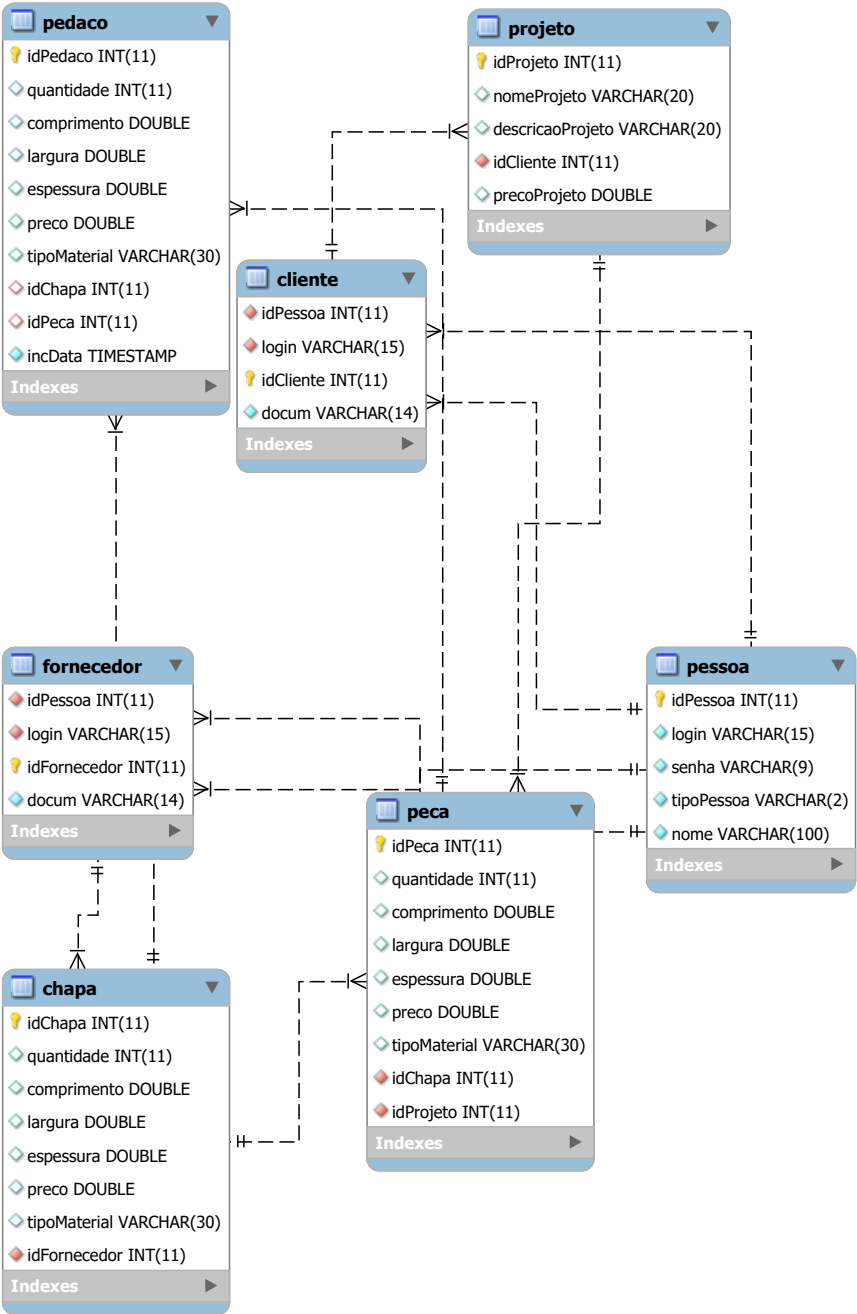 pedaco
idPedaco INT(11)
quantidade INT(11)
comprimento DOUBLE
largura DOUBLE
espessura DOUBLE
preco DOUBLE
tipoMaterial VARCHAR(30)
idChapa INT(11)
idPeca INT(11)
incData TIMESTAMP
Indexes
projeto
idProjeto INT(11)
nomeProjeto VARCHAR(20)
descricaoProjeto VARCHAR(20)
idCliente INT(11)
precoProjeto DOUBLE
Indexes
cliente
idPessoa INT(11)
login VARCHAR(15)
idCliente INT(11)
docum VARCHAR(14)
Indexes
fornecedor
idPessoa INT(11)
login VARCHAR(15)
idFornecedor INT(11)
docum VARCHAR(14)
Indexes
pessoa
idPessoa INT(11)
login VARCHAR(15)
senha VARCHAR(9)
tipoPessoa VARCHAR(2)
nome VARCHAR(100)
Indexes
peca
idPeca INT(11)
quantidade INT(11)
comprimento DOUBLE
largura DOUBLE
espessura DOUBLE
preco DOUBLE
tipoMaterial VARCHAR(30)
idChapa INT(11)
idProjeto INT(11)
Indexes
chapa
idChapa INT(11)
quantidade INT(11)
comprimento DOUBLE
largura DOUBLE
espessura DOUBLE
preco DOUBLE
tipoMaterial VARCHAR(30)
idFornecedor INT(11)
Indexes